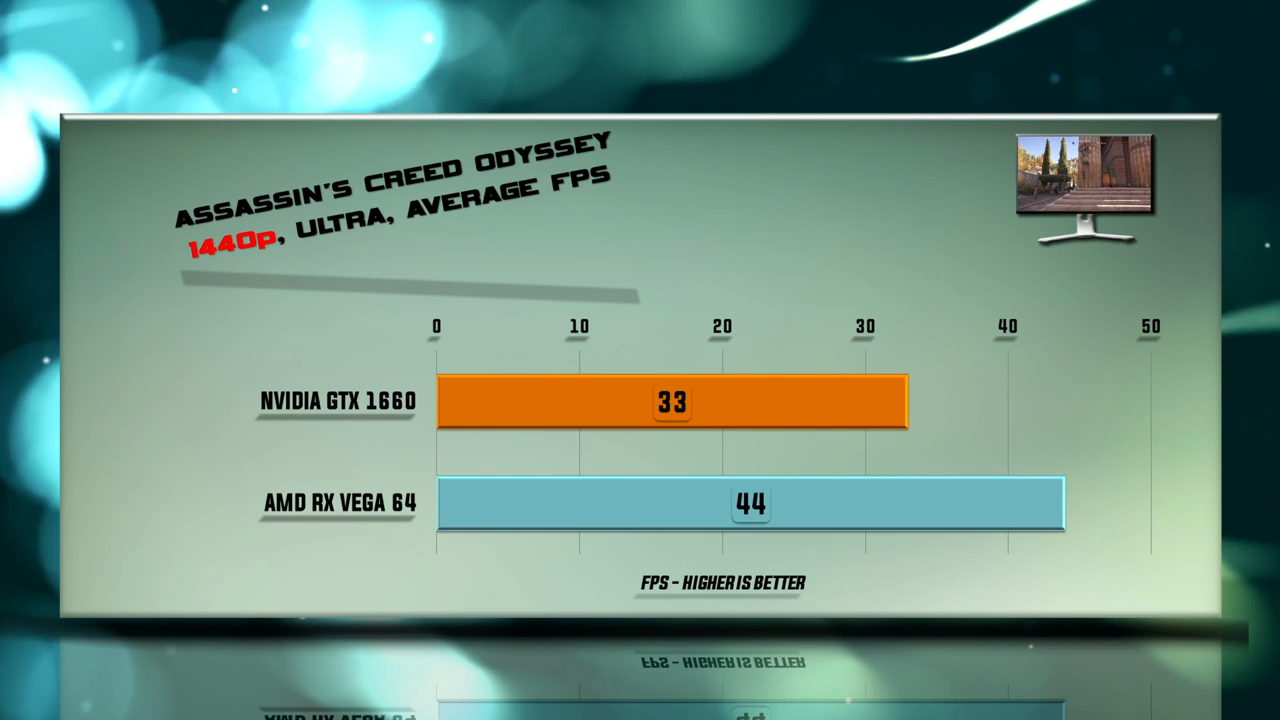 ASSASSIN'S CREED ODYSSEY
1440p, ULTRA, AVERAGE FPS
0 10 20 30 40 50
NVIDIA GTX 1660 33
AMD RX VEGA 64 44
FPS - HIGHER IS BETTER